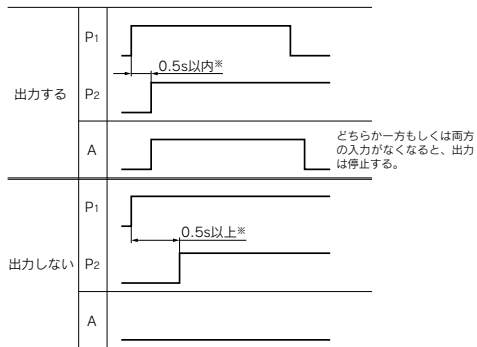 出力する
P1
0.5s以内※
P2
A
どちらか一方もしくは両方
の入力がなくなると、出力
は停止する。
出力しない
P1
0.5s以上※
P2
A